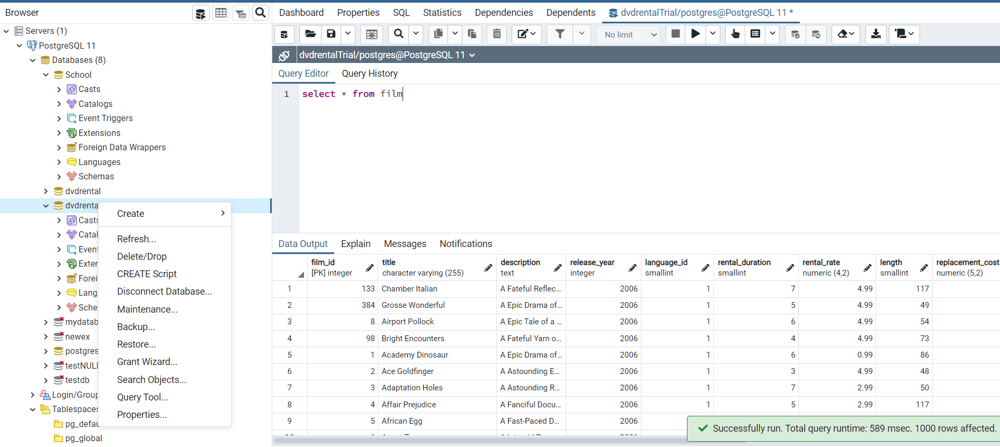 Browser
Servers (1)
PostgreSQL 11
Databases (8)
School
Casts
Catalogs
Event Triggers
Extensions
Foreign Data Wrappers
Languages
Schemas
dvdrental
dvdrenta
Casts
Catal
Even
Exter
Forei
Lang
Sche
mydatab
newex
postgres
testNULL
testdb
Login/Group
Tablespaces
pg_defau
pg_global
Create
Refresh...
Delete/Drop
CREATE Script
Disconnect Database...
Maintenance...
Backup...
Restore...
Grant Wizard...
Search Objects...
Query Tool...
Properties...
Dashboard Properties SQL Statistics Dependencies Dependents dvdrentalTrial/postgres@PostgreSQL 11 *
No limit
dvdrentalTrial/postgres@PostgreSQL 11
Query Editor Query History
1 select * from film
Data Output Explain Messages Notifications
film_id title description release_year language_id rental_duration rental_rate length replacement_cost
[PK] integer character varying (255) text integer smallint smallint numeric (4,2) smallint numeric (5,2)
1 133 Chamber Italian A Fateful Reflec... 2006 1 7 4.99 117
2 384 Grosse Wonderful A Epic Drama of... 2006 1 5 4.99 49
3 8 Airport Pollock A Epic Tale of a ... 2006 1 6 4.99 54
4 98 Bright Encounters A Fateful Yarn o... 2006 1 4 4.99 73
5 1 Academy Dinosaur A Epic Drama of... 2006 1 6 0.99 86
6 2 Ace Goldfinger A Astounding E... 2006 1 3 4.99 48
7 3 Adaptation Holes A Astounding R... 2006 1 7 2.99 50
8 4 Affair Prejudice A Fanciful Docu... 2006 1 5 2.99 117
9 5 African Egg A Fast-Paced D... 2006
Successfully run. Total query runtime: 589 msec. 1000 rows affected.